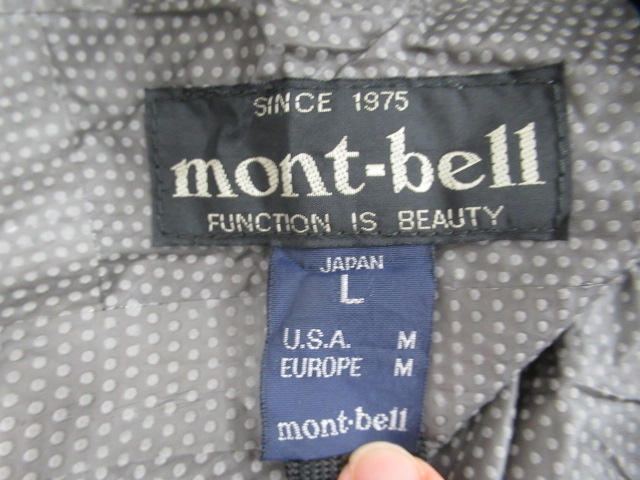 SINCE 1975
mont-bell
FUNCTION IS BEAUTY
JAPAN
L
U.S.A. M
EUROPE M
mont·bell